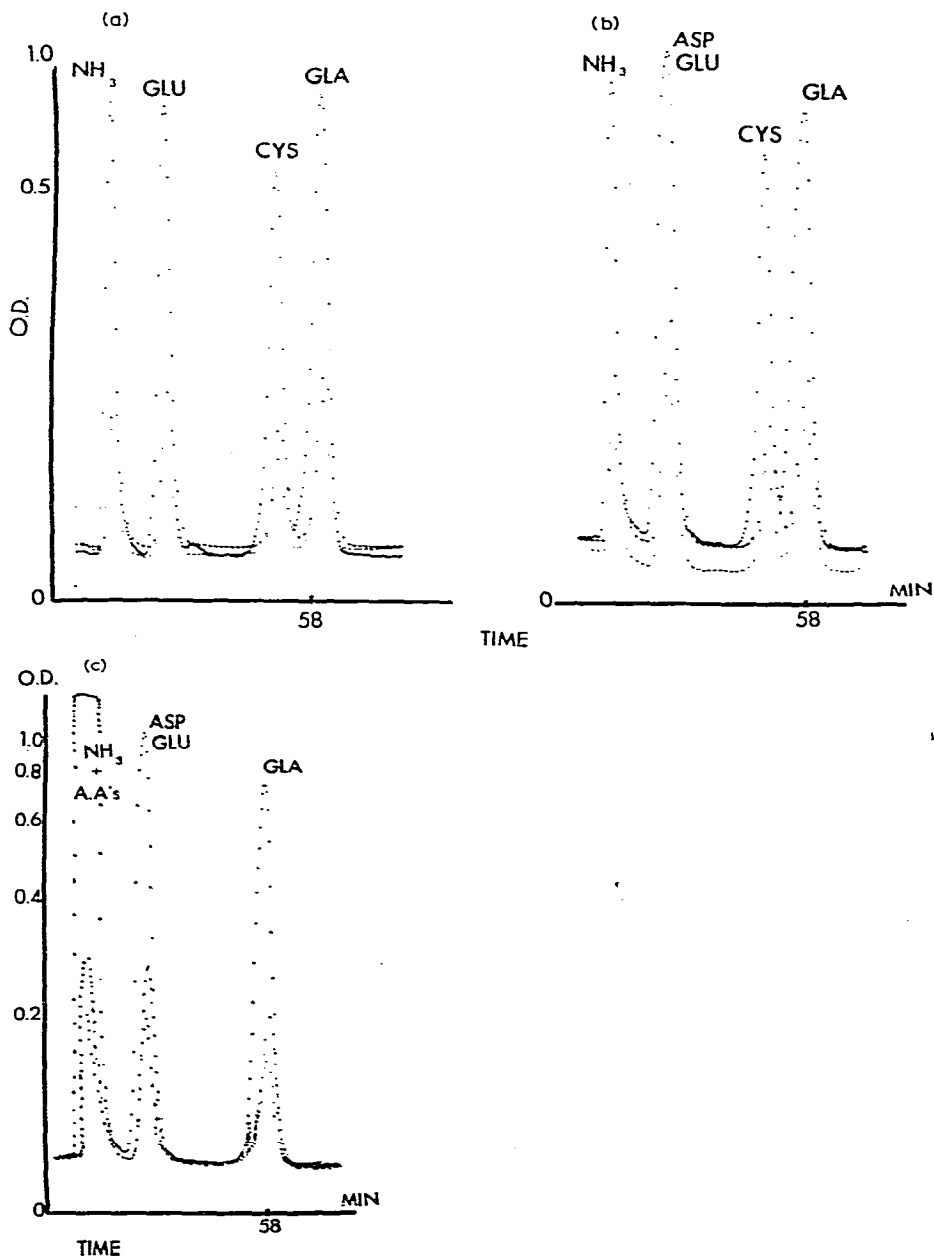 (a)
1.0
NH3
GLU
GLA
CYS
0.5
O.D.
0
58
(b)
ASP
NH3
GLU
GLA
CYS
0
MIN
58
TIME
(c)
O.D.
ASP
1.0
GLU
NH3
0.8
GLA
+
A.A's
0.6
0.4
0.2
0
MIN
58
TIME